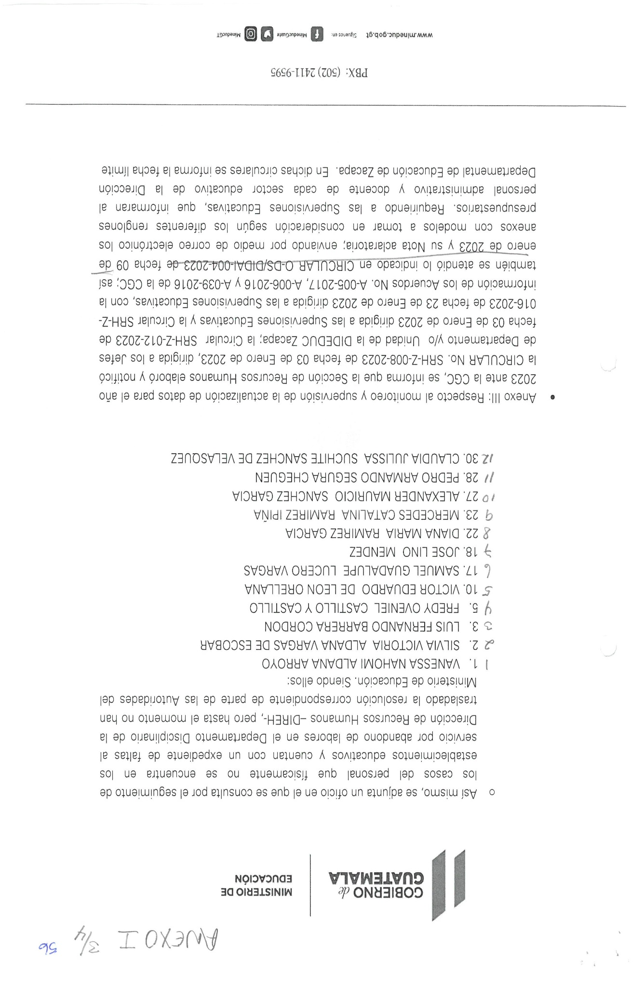 ANEXO I 3/4 56
GOBIERNO de
GUATEMALA
MINISTERIO DE
EDUCACIÓN
o Así mismo, se adjunta un oficio en el que se consulta por el seguimiento de
los casos del personal que físicamente no se encuentra en los
establecimientos educativos y cuentan con un expediente de faltas al
servicio por abandono de labores en el Departamento Disciplinario de la
Dirección de Recursos Humanos –DIREH-, pero hasta el momento no han
trasladado la resolución correspondiente de parte de las Autoridades del
Ministerio de Educación. Siendo ellos:
1 1. VANESSA NAHOMI ALDANA ARROYO
2 2. SILVIA VICTORIA ALDANA VARGAS DE ESCOBAR
3 3. LUIS FERNANDO BARRERA CORDON
4 5. FREDY OVENIEL CASTILLO Y CASTILLO
5 10. VICTOR EDUARDO DE LEON ORELLANA
6 17. SAMUEL GUADALUPE LUCERO VARGAS
7 18. JOSE LINO MENDEZ
8 22. DIANA MARIA RAMIREZ GARCIA
9 23. MERCEDES CATALINA RAMIREZ IPIÑA
10 27. ALEXANDER MAURICIO SANCHEZ GARCIA
11 28. PEDRO ARMANDO SEGURA CHEGUEN
12 30. CLAUDIA JULISSA SUCHITE SANCHEZ DE VELASQUEZ
• Anexo III: Respecto al monitoreo y supervisión de la actualización de datos para el año
2023 ante la CGC, se informa que la Sección de Recursos Humanos elaboró y notificó
la CIRCULAR No. SRH-Z-008-2023 de fecha 03 de Enero de 2023, dirigida a los Jefes
de Departamento y/o Unidad de la DIDEDUC Zacapa; la Circular SRH-Z-012-2023 de
fecha 03 de Enero de 2023 dirigida a las Supervisiones Educativas y la Circular SRH-Z-
016-2023 de fecha 23 de Enero de 2023 dirigida a las Supervisiones Educativas, con la
información de los Acuerdos No. A-005-2017, A-006-2016 y A-039-2016 de la CGC; así
también se atendió lo indicado en CIRCULAR O-DS/DIDAI-004-2023 de fecha 09 de
enero de 2023 y su Nota aclaratoria; enviando por medio de correo electrónico los
anexos con modelos a tomar en consideración según los diferentes renglones
presupuestarios. Requiriendo a las Supervisiones Educativas, que informaran al
personal administrativo y docente de cada sector educativo de la Dirección
Departamental de Educación de Zacapa. En dichas circulares se informa la fecha límite
PBX: (502) 2411-9595
www.mineduc.gob.gt Síguenos en: MineducGuate MineducGT